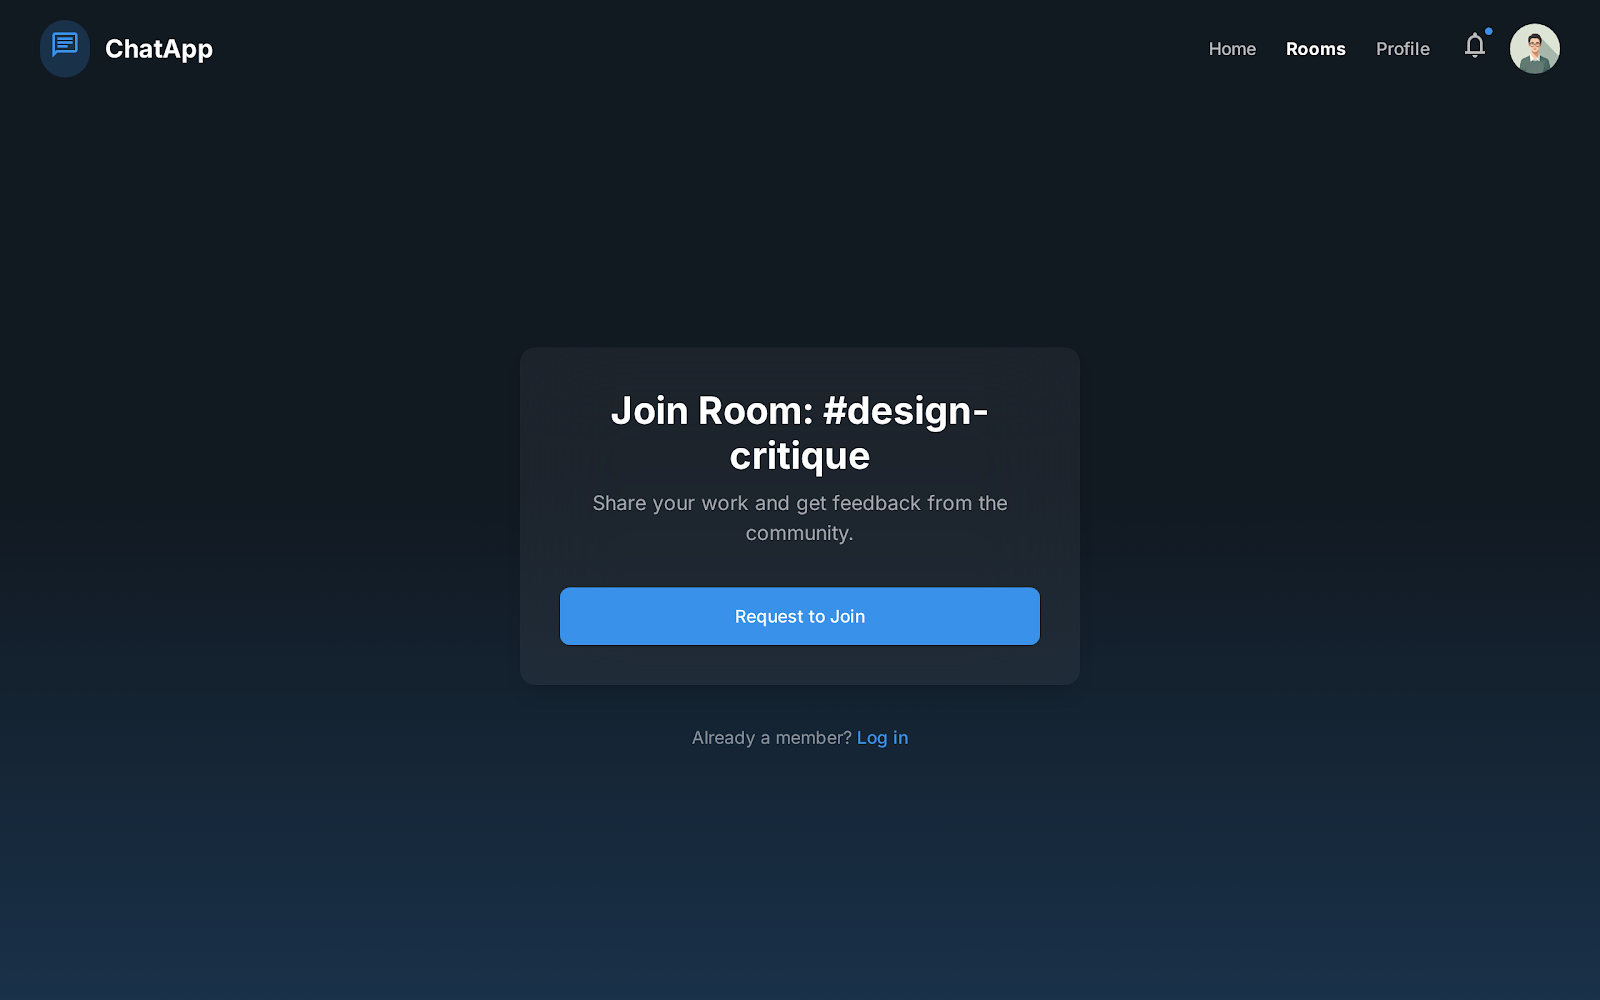 ChatApp
Home
Rooms
Profile
Join Room: #design-
critique
Share your work and get feedback from the
community.
Request to Join
Already a member? Log in